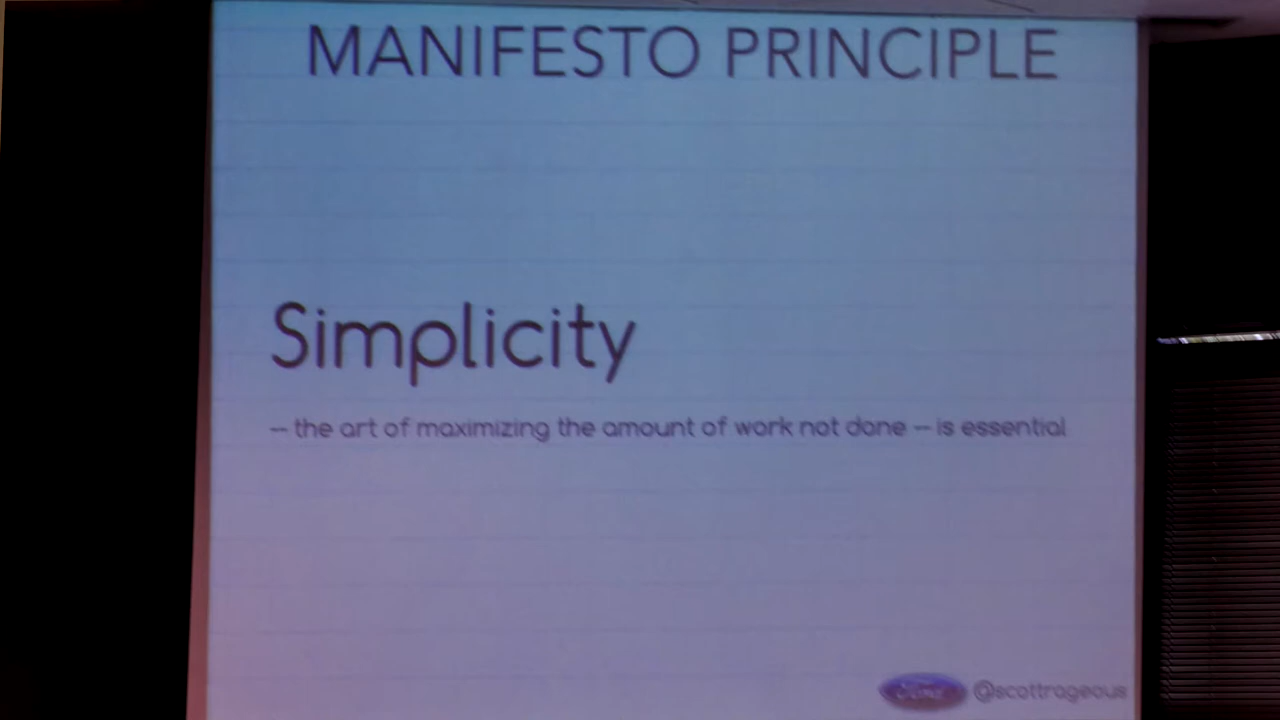 MANIFESTO PRINCIPLE
Simplicity
-- the art of maximizing the amount of work not done -- is essential
@scottrageous